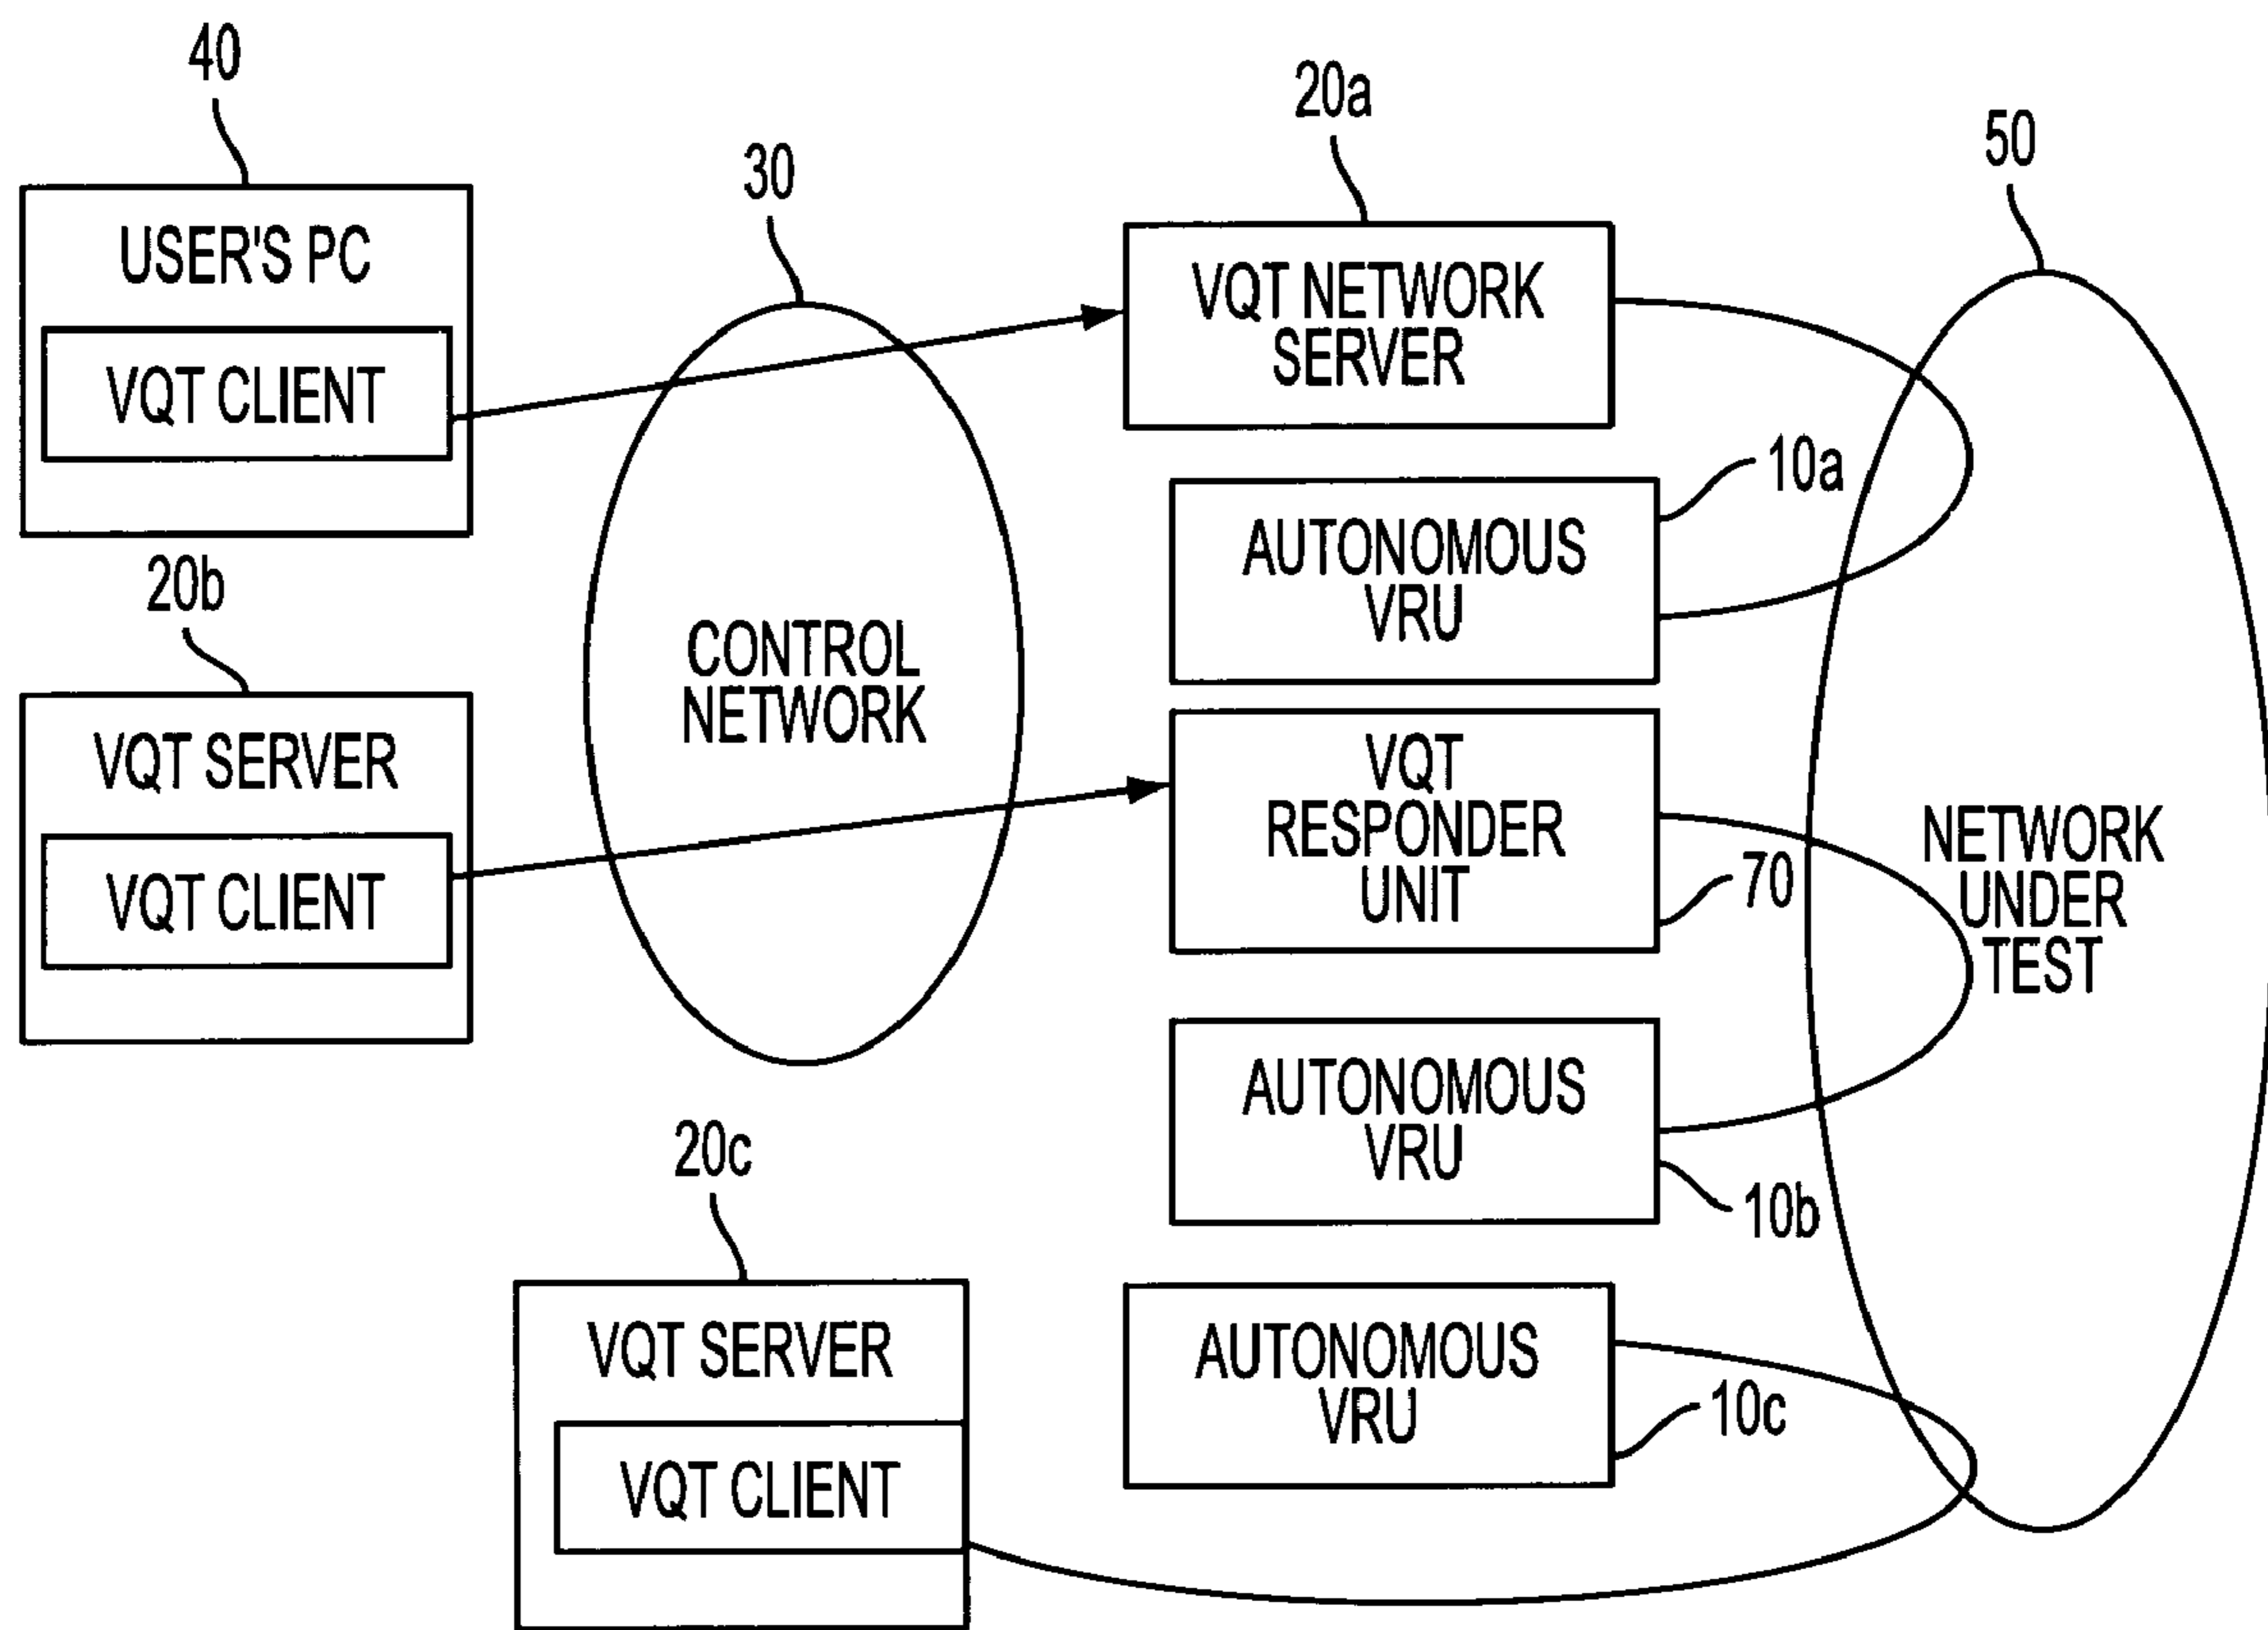 40
20a
50
30
USER'S PC
VQT CLIENT
VQT NETWORK
SERVER
10a
AUTONOMOUS
VRU
20b
CONTROL
NETWORK
VQT SERVER
VQT CLIENT
VQT
RESPONDER
UNIT
70
NETWORK
UNDER
TEST
AUTONOMOUS
VRU
10b
20c
VQT SERVER
VQT CLIENT
AUTONOMOUS
VRU
10c